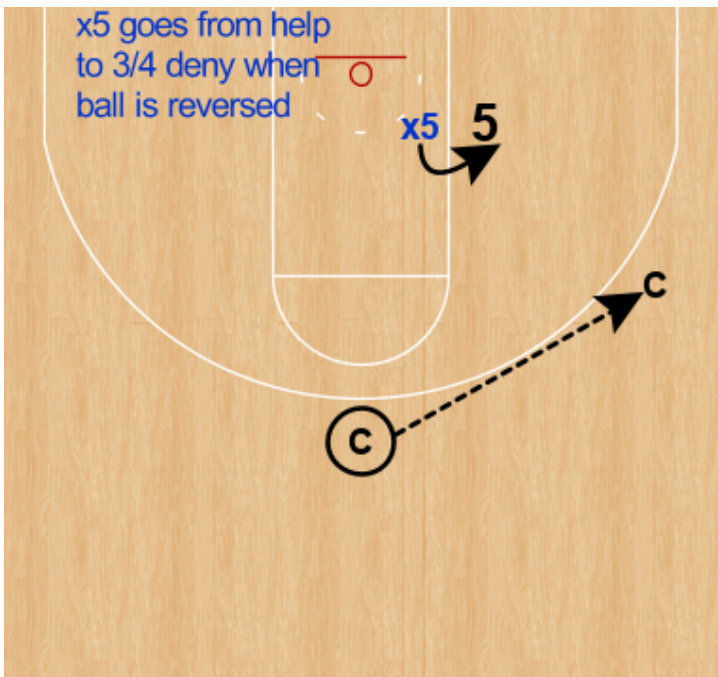 x5 goes from help
to 3/4 deny when
ball is reversed
x5 5
C
C